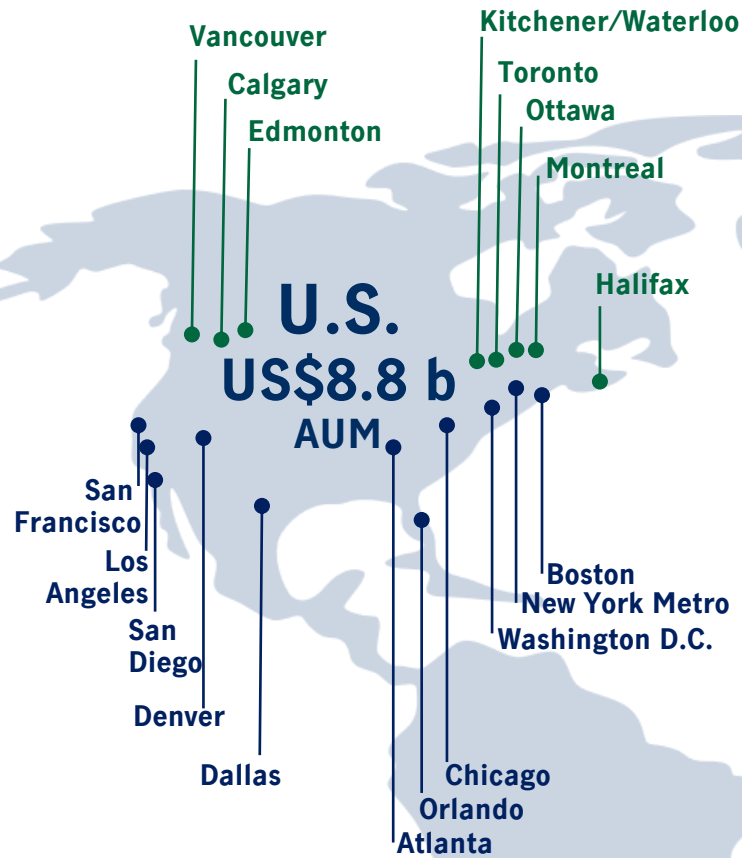 Kitchener/Waterloo
Vancouver
Toronto
Calgary
Ottawa
Edmonton
Montreal
Halifax
U.S.
US$8.8 b
AUM
San
Francisco
Los
Angeles
San
Diego
Denver
Dallas
Boston
New York Metro
Washington D.C.
Chicago
Orlando
Atlanta